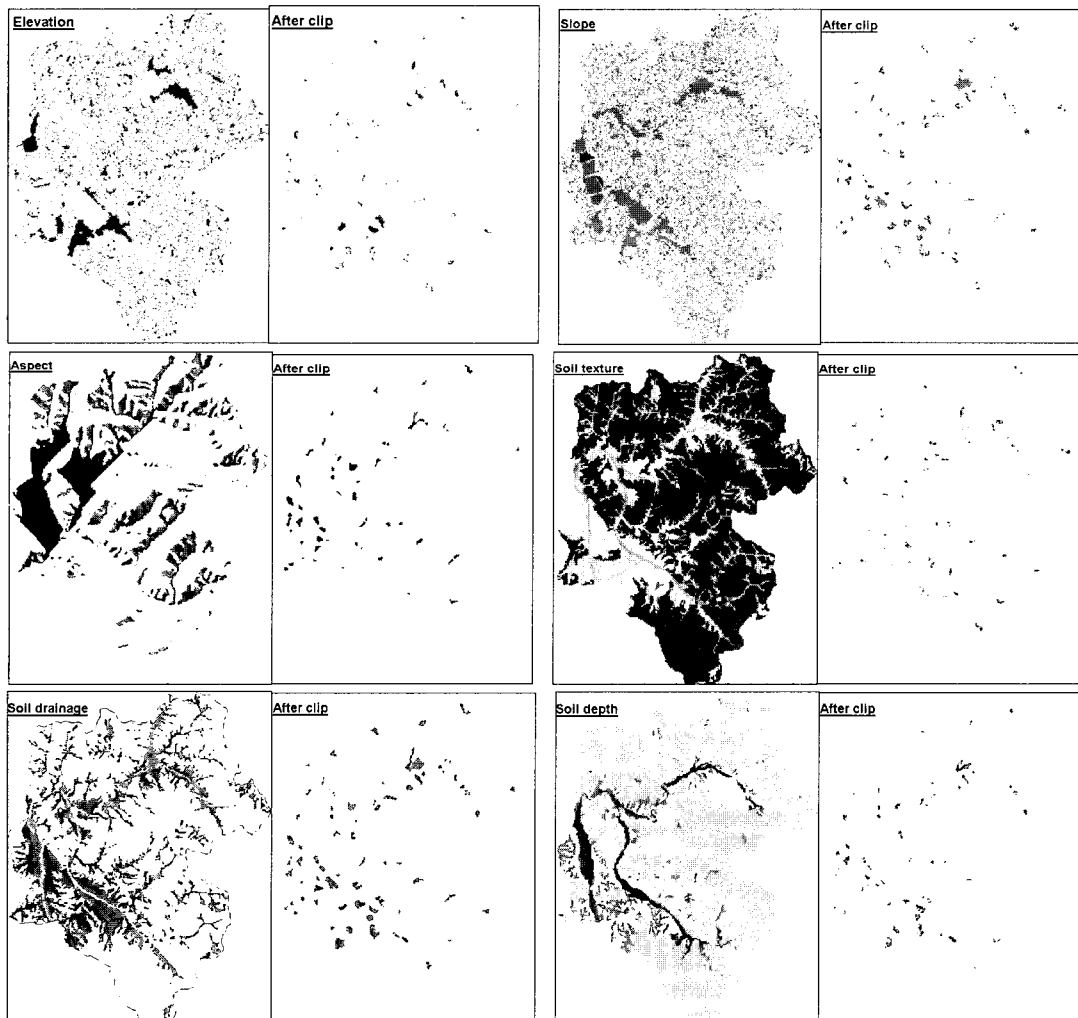 Elevation
After clip
Slope
After clip
Aspect
After clip
Soil texture
After clip
Soil drainage
After clip
Soil depth
After clip